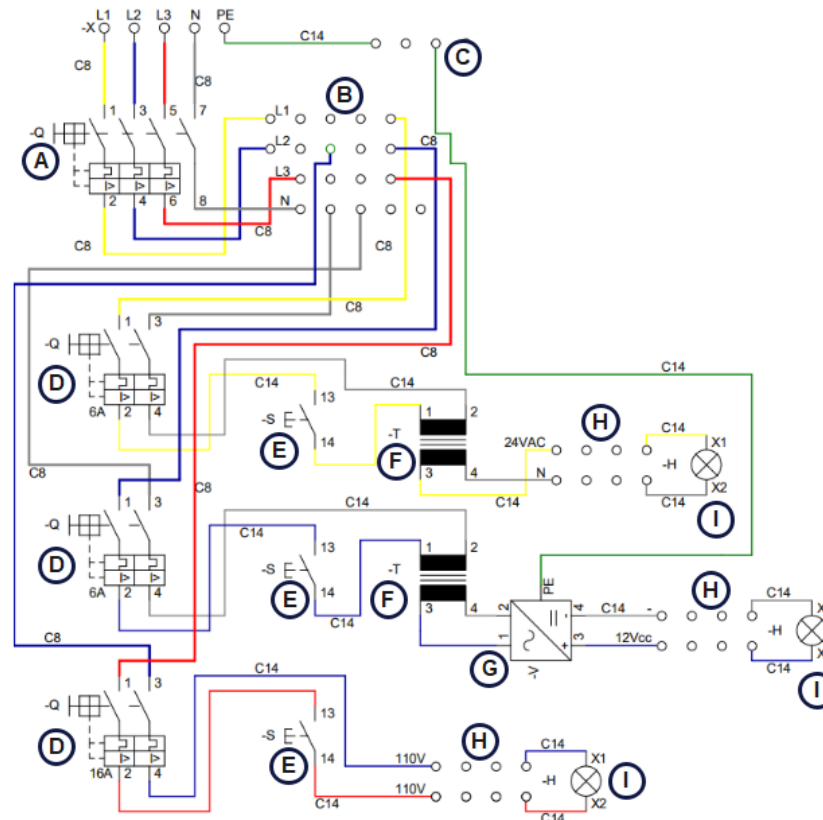 L1 L2 L3 N PE
-X
C14
C
C8 C8
B
1 3 5 7
L1
-Q
L2 C8
A
L3
2 4 6 8 N
C8 C8 C8
C8
1 3
-Q C8
C14 C14
D
6A 2 4
13 1 2
-S -T
14
E F
24VAC H C14
X1
3 4 N -H
X2
C14 C14
I
C8 C8
1 3
-Q
C14
D
6A 2 4
13 1 2
-S -T
14
E F
C14
3 4
PE
2 4
|| - C14 - H C14
X
1 3
+ 12Vcc -H
X
C14
G
-V
I
C8
1 3
C14
-Q
D
16A 2 4
13
-S
14
E
C14
110V H C14
X1
110V -H
X2
C14
I